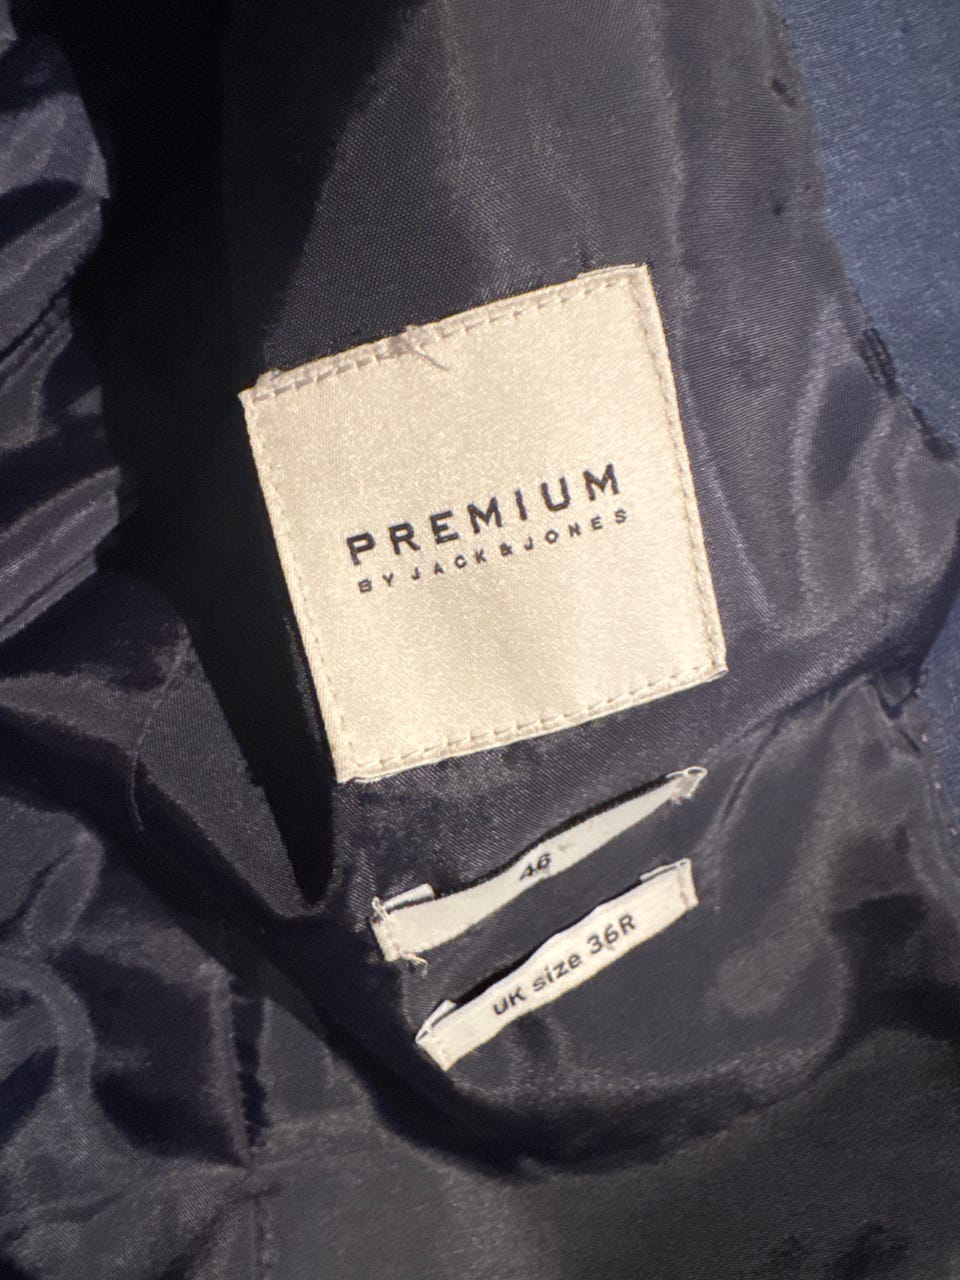 PREMIUM
BY JACK & JONES
46
UK size 36R